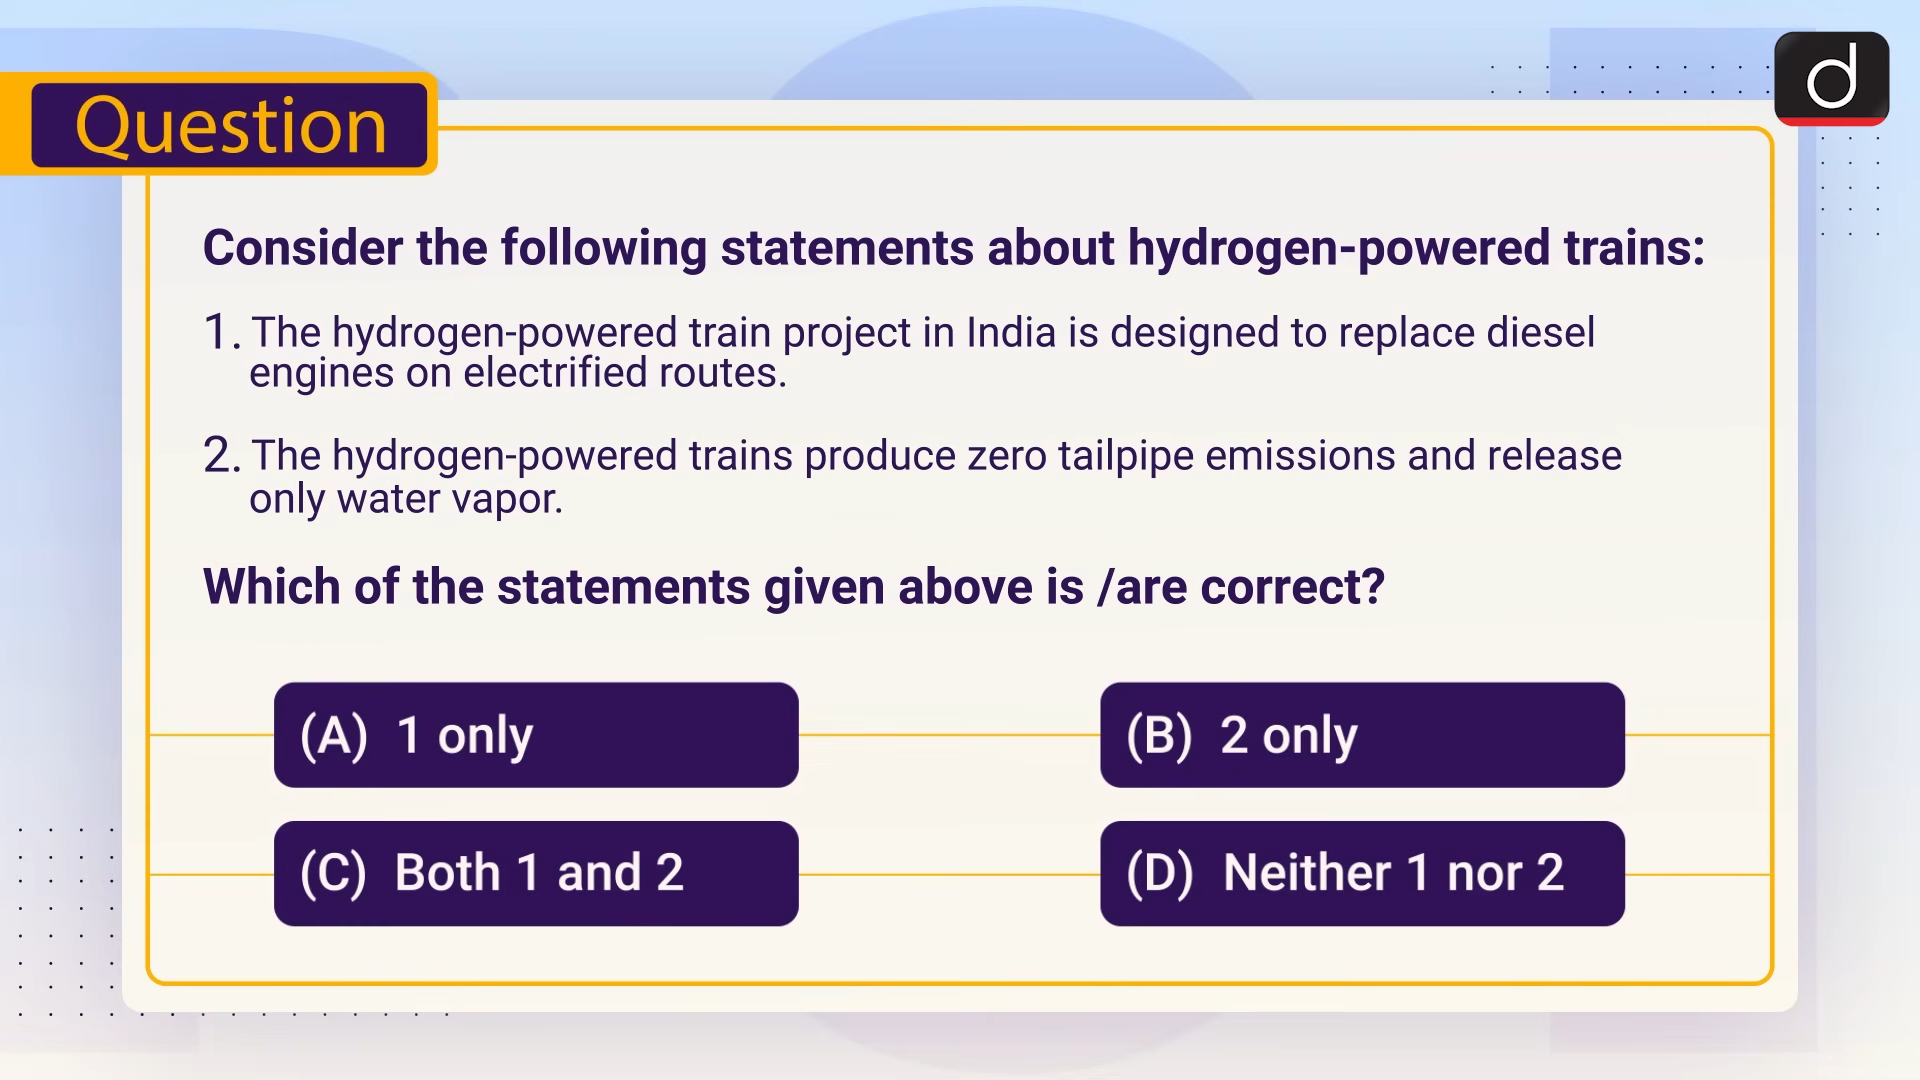 Question
Consider the following statements about hydrogen-powered trains:
1. The hydrogen-powered train project in India is designed to replace diesel
engines on electrified routes.
2. The hydrogen-powered trains produce zero tailpipe emissions and release
only water vapor.
Which of the statements given above is /are correct?
(A) 1 only
(B) 2 only
(C) Both 1 and 2
(D) Neither 1 nor 2
d